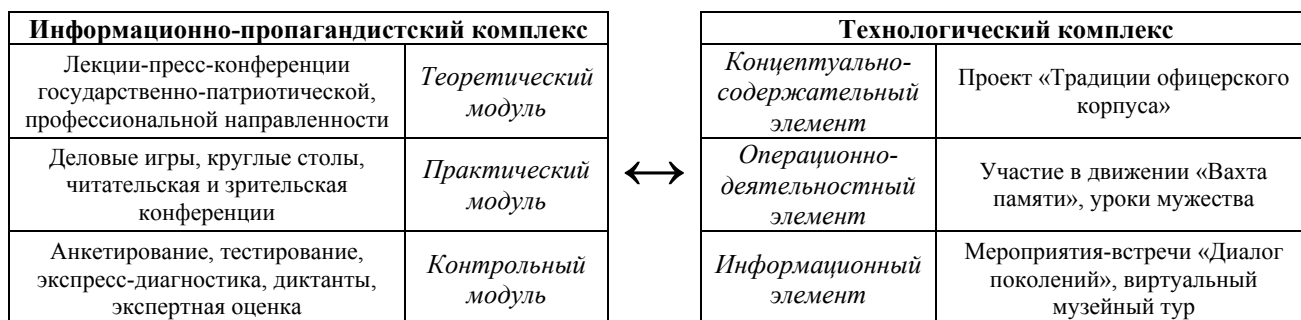 Информационно-пропагандистский комплекс
Лекции-пресс-конференции
государственно-патриотической,
профессиональной направленности
Теоретический
модуль
Деловые игры, круглые столы,
читательская и зрительская
конференции
Практический
модуль
Анкетирование, тестирование,
экспресс-диагностика, диктанты,
экспертная оценка
Контрольный
модуль
Технологический комплекс
Концептуально-
содержательный
элемент
Проект «Традиции офицерского
корпуса»
Операционно-
деятельностный
элемент
Участие в движении «Вахта
памяти», уроки мужества
Информационный
элемент
Мероприятия-встречи «Диалог
поколений», виртуальный
музейный тур